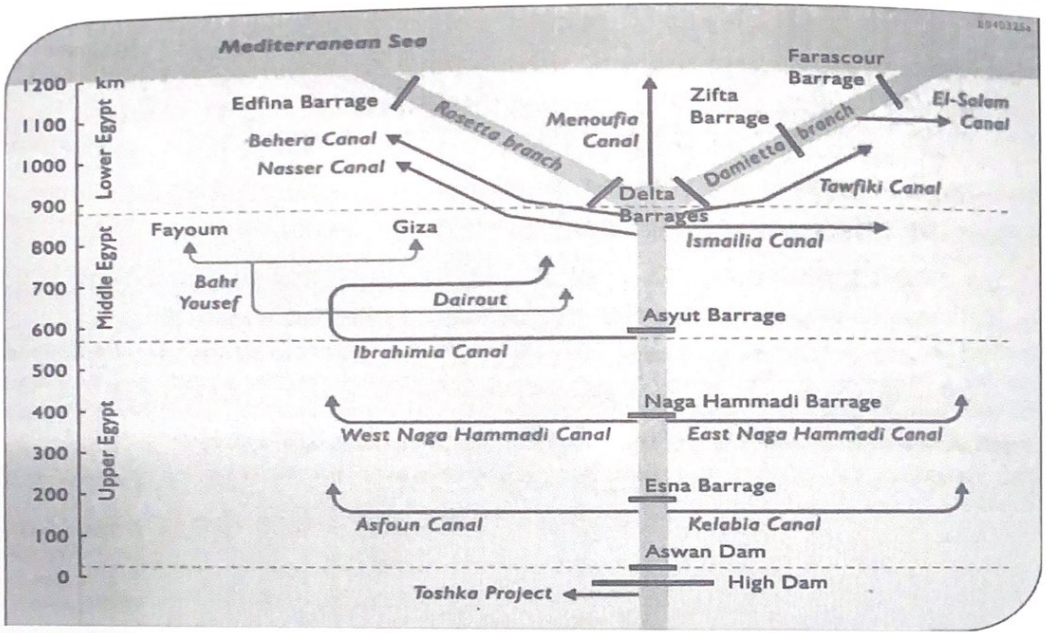 E0403254
Mediterranean Sea
1200 km
1100
1000
900
800
700
600
500
400
300
200
100
0
Lower Egypt
Middle Egypt
Upper Egypt
Farascour
Barrage
Edfina Barrage
Rosetta branch
Behera Canal
Nasser Canal
Menoufia
Canal
Zifta
Barrage
Damietta branch
El-Salam
Canal
Tawfiki Canal
Delta
Barrages
Ismailia Canal
Fayoum
Giza
Bahr
Yousef
Dairout
Asyut Barrage
Ibrahimia Canal
Naga Hammadi Barrage
West Naga Hammadi Canal
East Naga Hammadi Canal
Esna Barrage
Asfoun Canal
Kelabia Canal
Aswan Dam
High Dam
Toshka Project